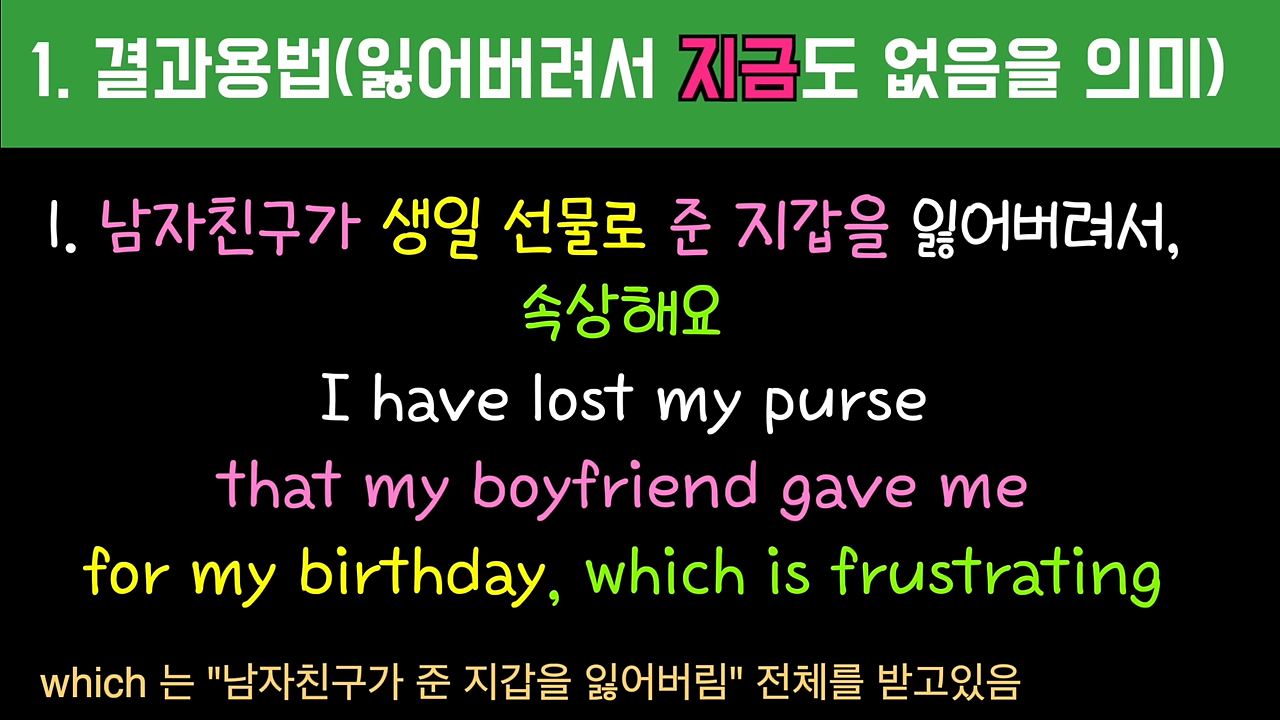 1. 결과용법(잃어버려서 지금도 없음을 의미)
1. 남자친구가 생일 선물로 준 지갑을 잃어버려서,
속상해요
I have lost my purse
that my boyfriend gave me
for my birthday, which is frustrating
which 는 "남자친구가 준 지갑을 잃어버림" 전체를 받고있음